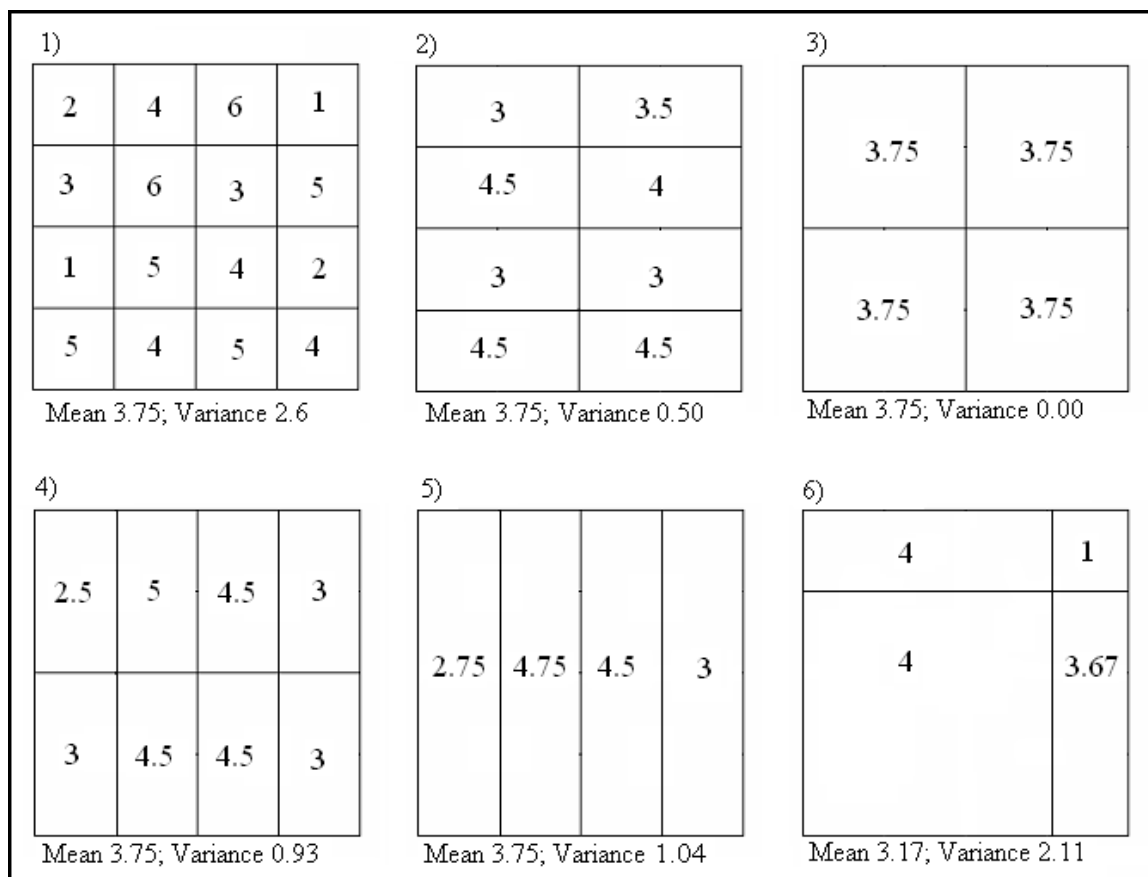 1)
2 4 6 1
3 6 3 5
1 5 4 2
5 4 5 4
Mean 3.75; Variance 2.6
2)
3 3.5
4.5 4
3 3
4.5 4.5
Mean 3.75; Variance 0.50
3)
3.75 3.75
3.75 3.75
Mean 3.75; Variance 0.00
4)
2.5 5 4.5 3
3 4.5 4.5 3
Mean 3.75; Variance 0.93
5)
2.75 4.75 4.5 3
Mean 3.75; Variance 1.04
6)
4 1
4 3.67
Mean 3.17; Variance 2.11